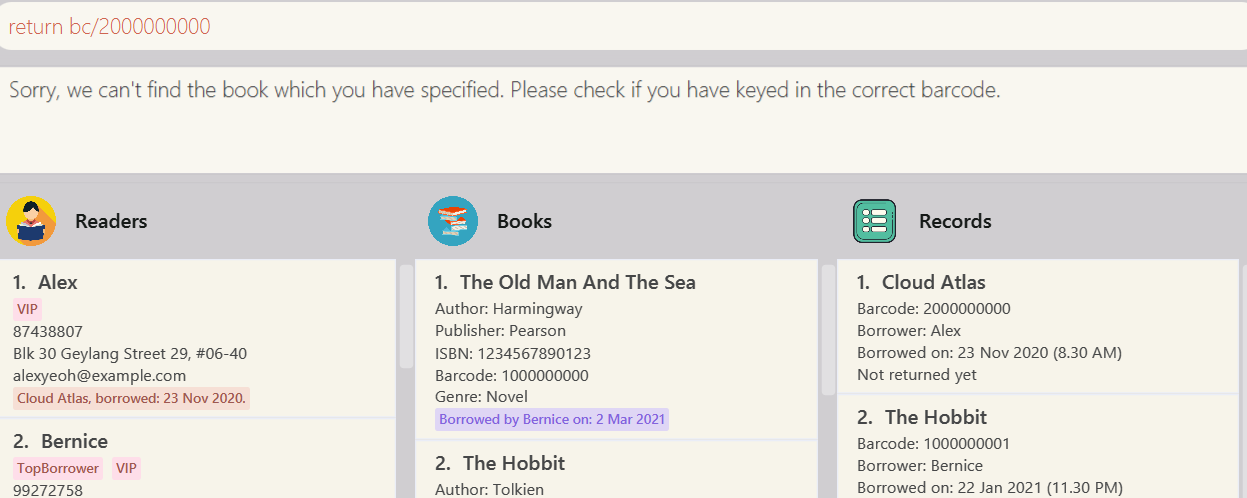 return bc/2000000000
Sorry, we can't find the book which you have specified. Please check if you have keyed in the correct barcode.
Readers
1. Alex
VIP
87438807
Blk 30 Geylang Street 29, #06-40
alexyeoh@example.com
Cloud Atlas, borrowed: 23 Nov 2020.
2. Bernice
TopBorrower VIP
99272758
Books
1. The Old Man And The Sea
Author: Harmingway
Publisher: Pearson
ISBN: 1234567890123
Barcode: 1000000000
Genre: Novel
Borrowed by Bernice on: 2 Mar 2021
2. The Hobbit
Author: Tolkien
Records
1. Cloud Atlas
Barcode: 2000000000
Borrower: Alex
Borrowed on: 23 Nov 2020 (8.30 AM)
Not returned yet
2. The Hobbit
Barcode: 1000000001
Borrower: Bernice
Borrowed on: 22 Jan 2021 (11.30 PM)